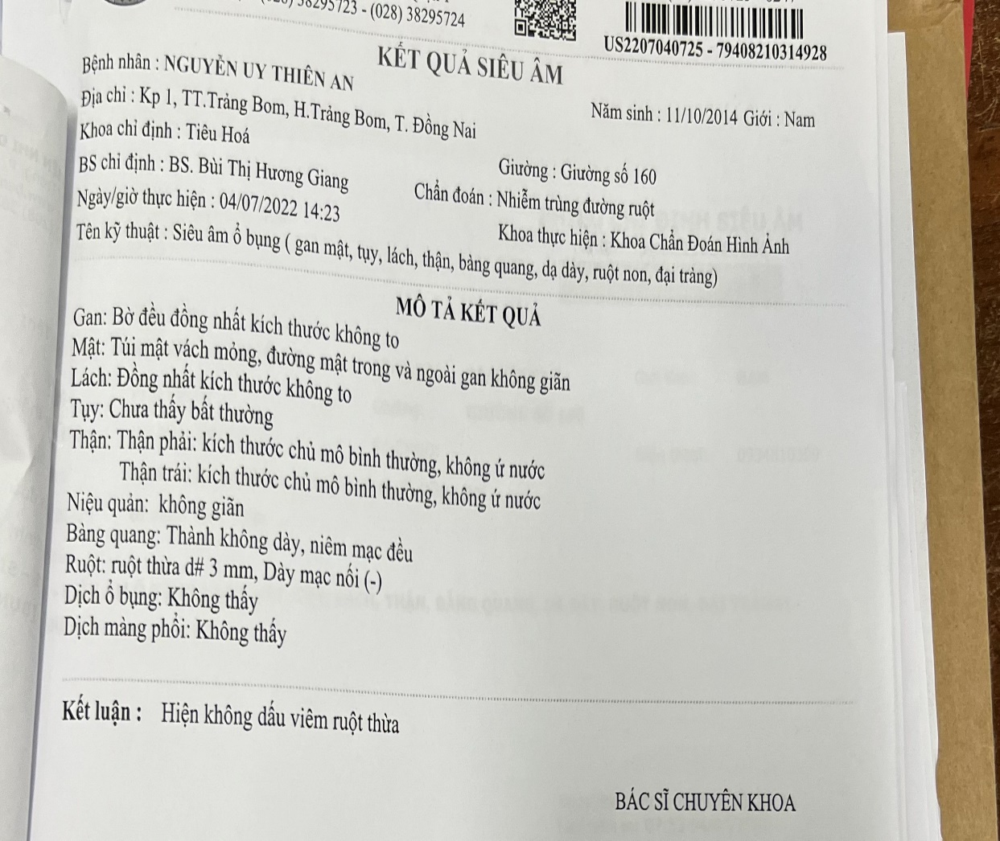 38295723 - (028) 38295724
US2207040725 - 79408210314928
KẾT QUẢ SIÊU ÂM
Bệnh nhân : NGUYỄN UY THIÊN AN
Năm sinh : 11/10/2014 Giới : Nam
Địa chỉ : Kp 1, TT.Trảng Bom, H.Trảng Bom, T. Đồng Nai
Khoa chỉ định : Tiêu Hoá
Giường : Giường số 160
BS chỉ định : BS. Bùi Thị Hương Giang
Chẩn đoán : Nhiễm trùng đường ruột
Ngày/giờ thực hiện : 04/07/2022 14:23
Khoa thực hiện : Khoa Chẩn Đoán Hình Ảnh
Tên kỹ thuật : Siêu âm ổ bụng ( gan mật, tụy, lách, thận, bàng quang, dạ dày, ruột non, đại tràng)
MÔ TẢ KẾT QUẢ
Gan: Bờ đều đồng nhất kích thước không to
Mật: Túi mật vách mỏng, đường mật trong và ngoài gan không giãn
Lách: Đồng nhất kích thước không to
Tụy: Chưa thấy bất thường
Thận: Thận phải: kích thước chủ mô bình thường, không ứ nước
Thận trái: kích thước chủ mô bình thường, không ứ nước
Niệu quản: không giãn
Bàng quang: Thành không dày, niêm mạc đều
Ruột: ruột thừa d# 3 mm, Dày mạc nối (-)
Dịch ổ bụng: Không thấy
Dịch màng phổi: Không thấy
Kết luận : Hiện không dấu viêm ruột thừa
BÁC SĨ CHUYÊN KHOA